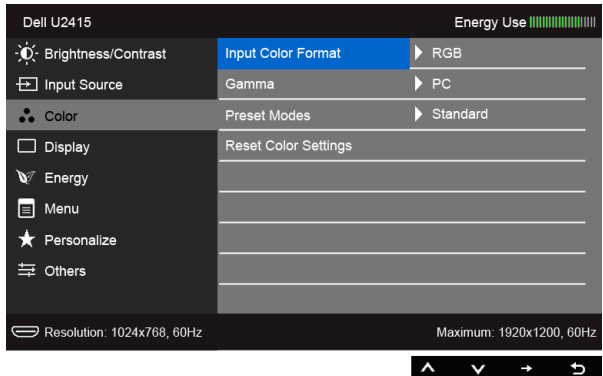 Dell U2415 Energy Use
Brightness/Contrast Input Color Format RGB
Input Source Gamma PC
Color Preset Modes Standard
Display Reset Color Settings
Energy
Menu
Personalize
Others
Resolution: 1024x768, 60Hz Maximum: 1920x1200, 60Hz